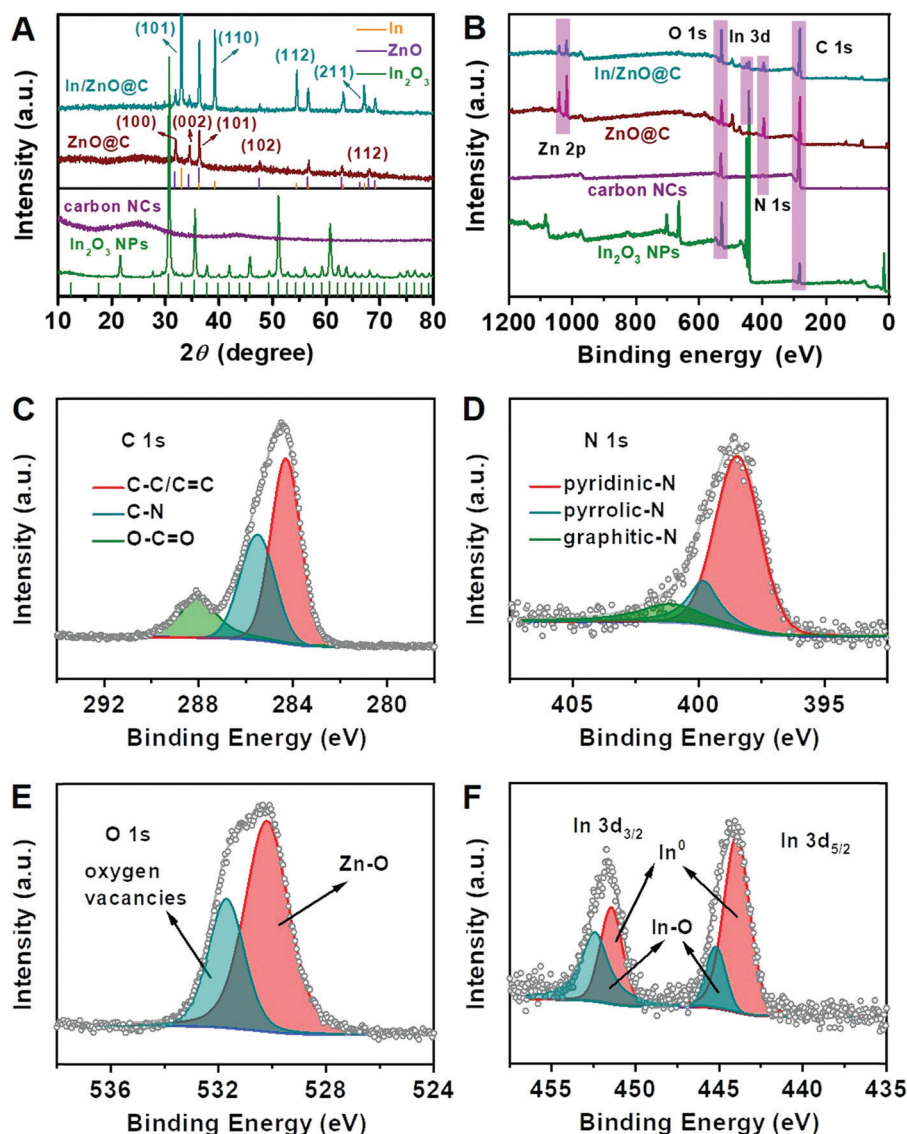 A
Intensity (a.u.)
(101)
(110)
(112)
(211)
In
ZnO
In₂O₃
In/ZnO@C
(100)
(002)
(101)
(102)
(112)
ZnO@C
carbon NCs
In₂O₃ NPs
10 20 30 40 50 60 70 80
2θ (degree)
B
Intensity (a.u.)
O 1s
In 3d
C 1s
In/ZnO@C
ZnO@C
Zn 2p
N 1s
carbon NCs
In₂O₃ NPs
1200 1000 800 600 400 200 0
Binding energy (eV)
C
Intensity (a.u.)
C 1s
C-C/C=C
C-N
O-C=O
292 288 284 280
Binding Energy (eV)
D
Intensity (a.u.)
N 1s
pyridinic-N
pyrrolic-N
graphitic-N
405 400 395
Binding Energy (eV)
E
Intensity (a.u.)
O 1s
oxygen
vacancies
Zn-O
536 532 528 524
Binding Energy (eV)
F
Intensity (a.u.)
In 3d₃/₂
In⁰
In 3d₅/₂
In-O
455 450 445 440 435
Binding Energy (eV)